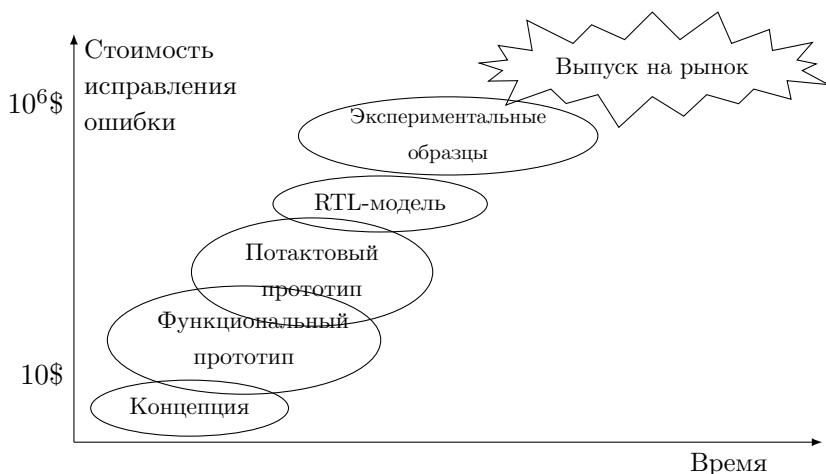 Стоимость
исправления
ошибки
10⁶$
Выпуск на рынок
Экспериментальные
образцы
RTL-модель
Потактовый
прототип
Функциональный
прототип
10$
Концепция
Время